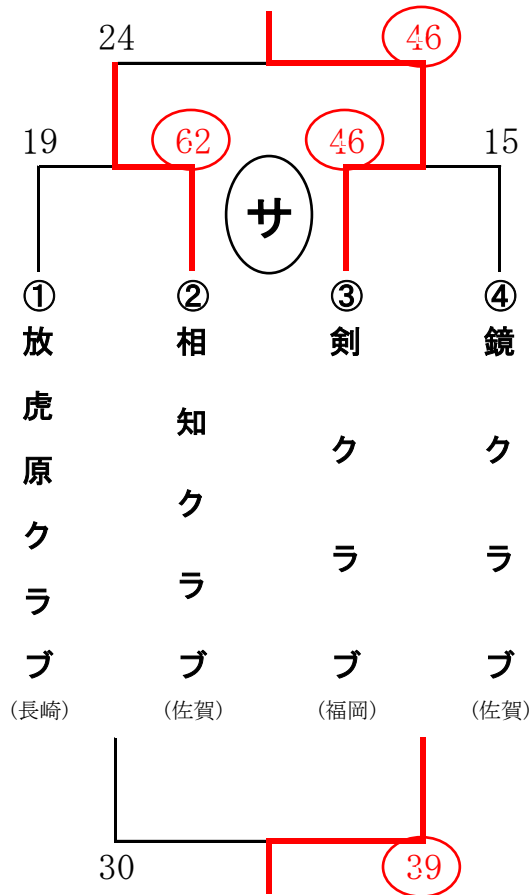 24
46
19
62
46
15
サ
①
②
③
④
放虎原クラブ
相知クラブ
剣クラブ
鏡クラブ
(長崎)
(佐賀)
(福岡)
(佐賀)
30
39